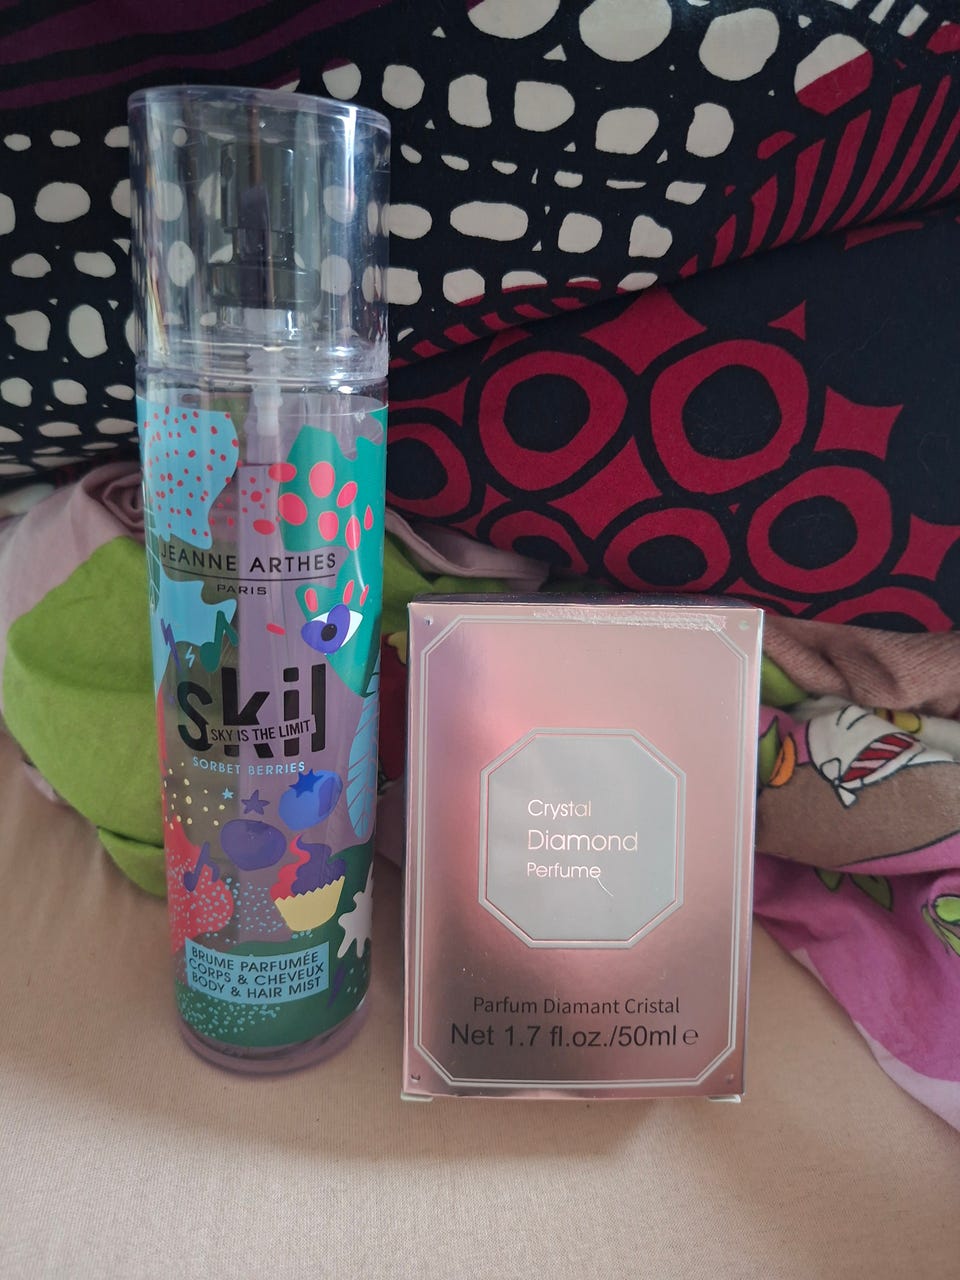 JEANNE ARTHES
PARIS
skil
SKY IS THE LIMIT
SORBET BERRIES
BRUME PARFUMÉE
CORPS & CHEVEUX
BODY & HAIR MIST
Crystal
Diamond
Perfume
Parfum Diamant Cristal
Net 1.7 fl.oz./50ml ℮